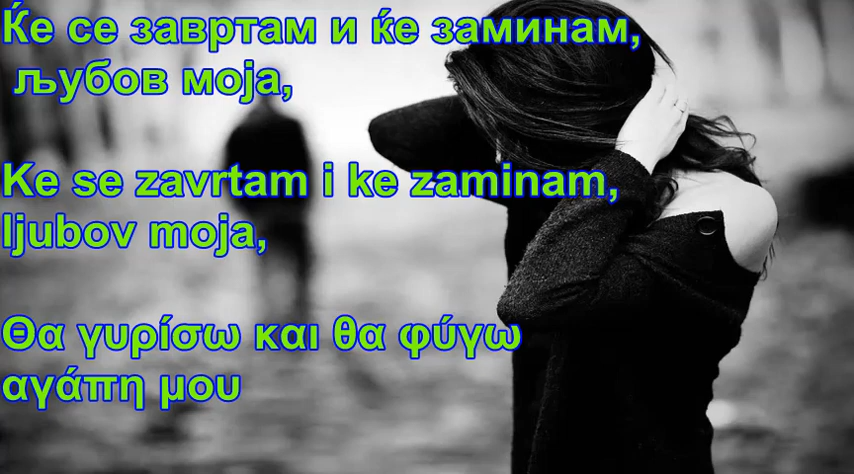 Ќе се завртам и ќе заминам,
љубов моја,
Ke se zavrtam i ke zaminam,
ljubov moja,
Θα γυρίσω και θα φύγω
αγάπη μου